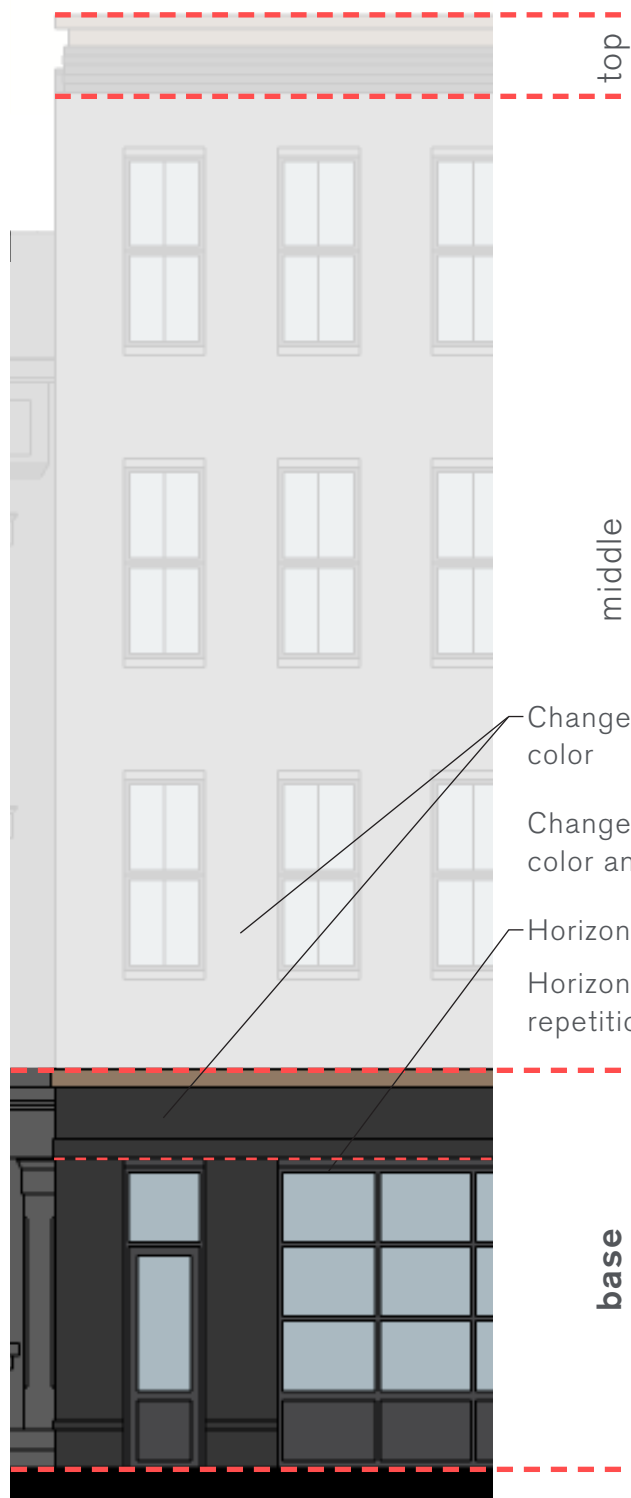 top
middle
Change
color
Change
color an
Horizon
Horizon
repetitio
base